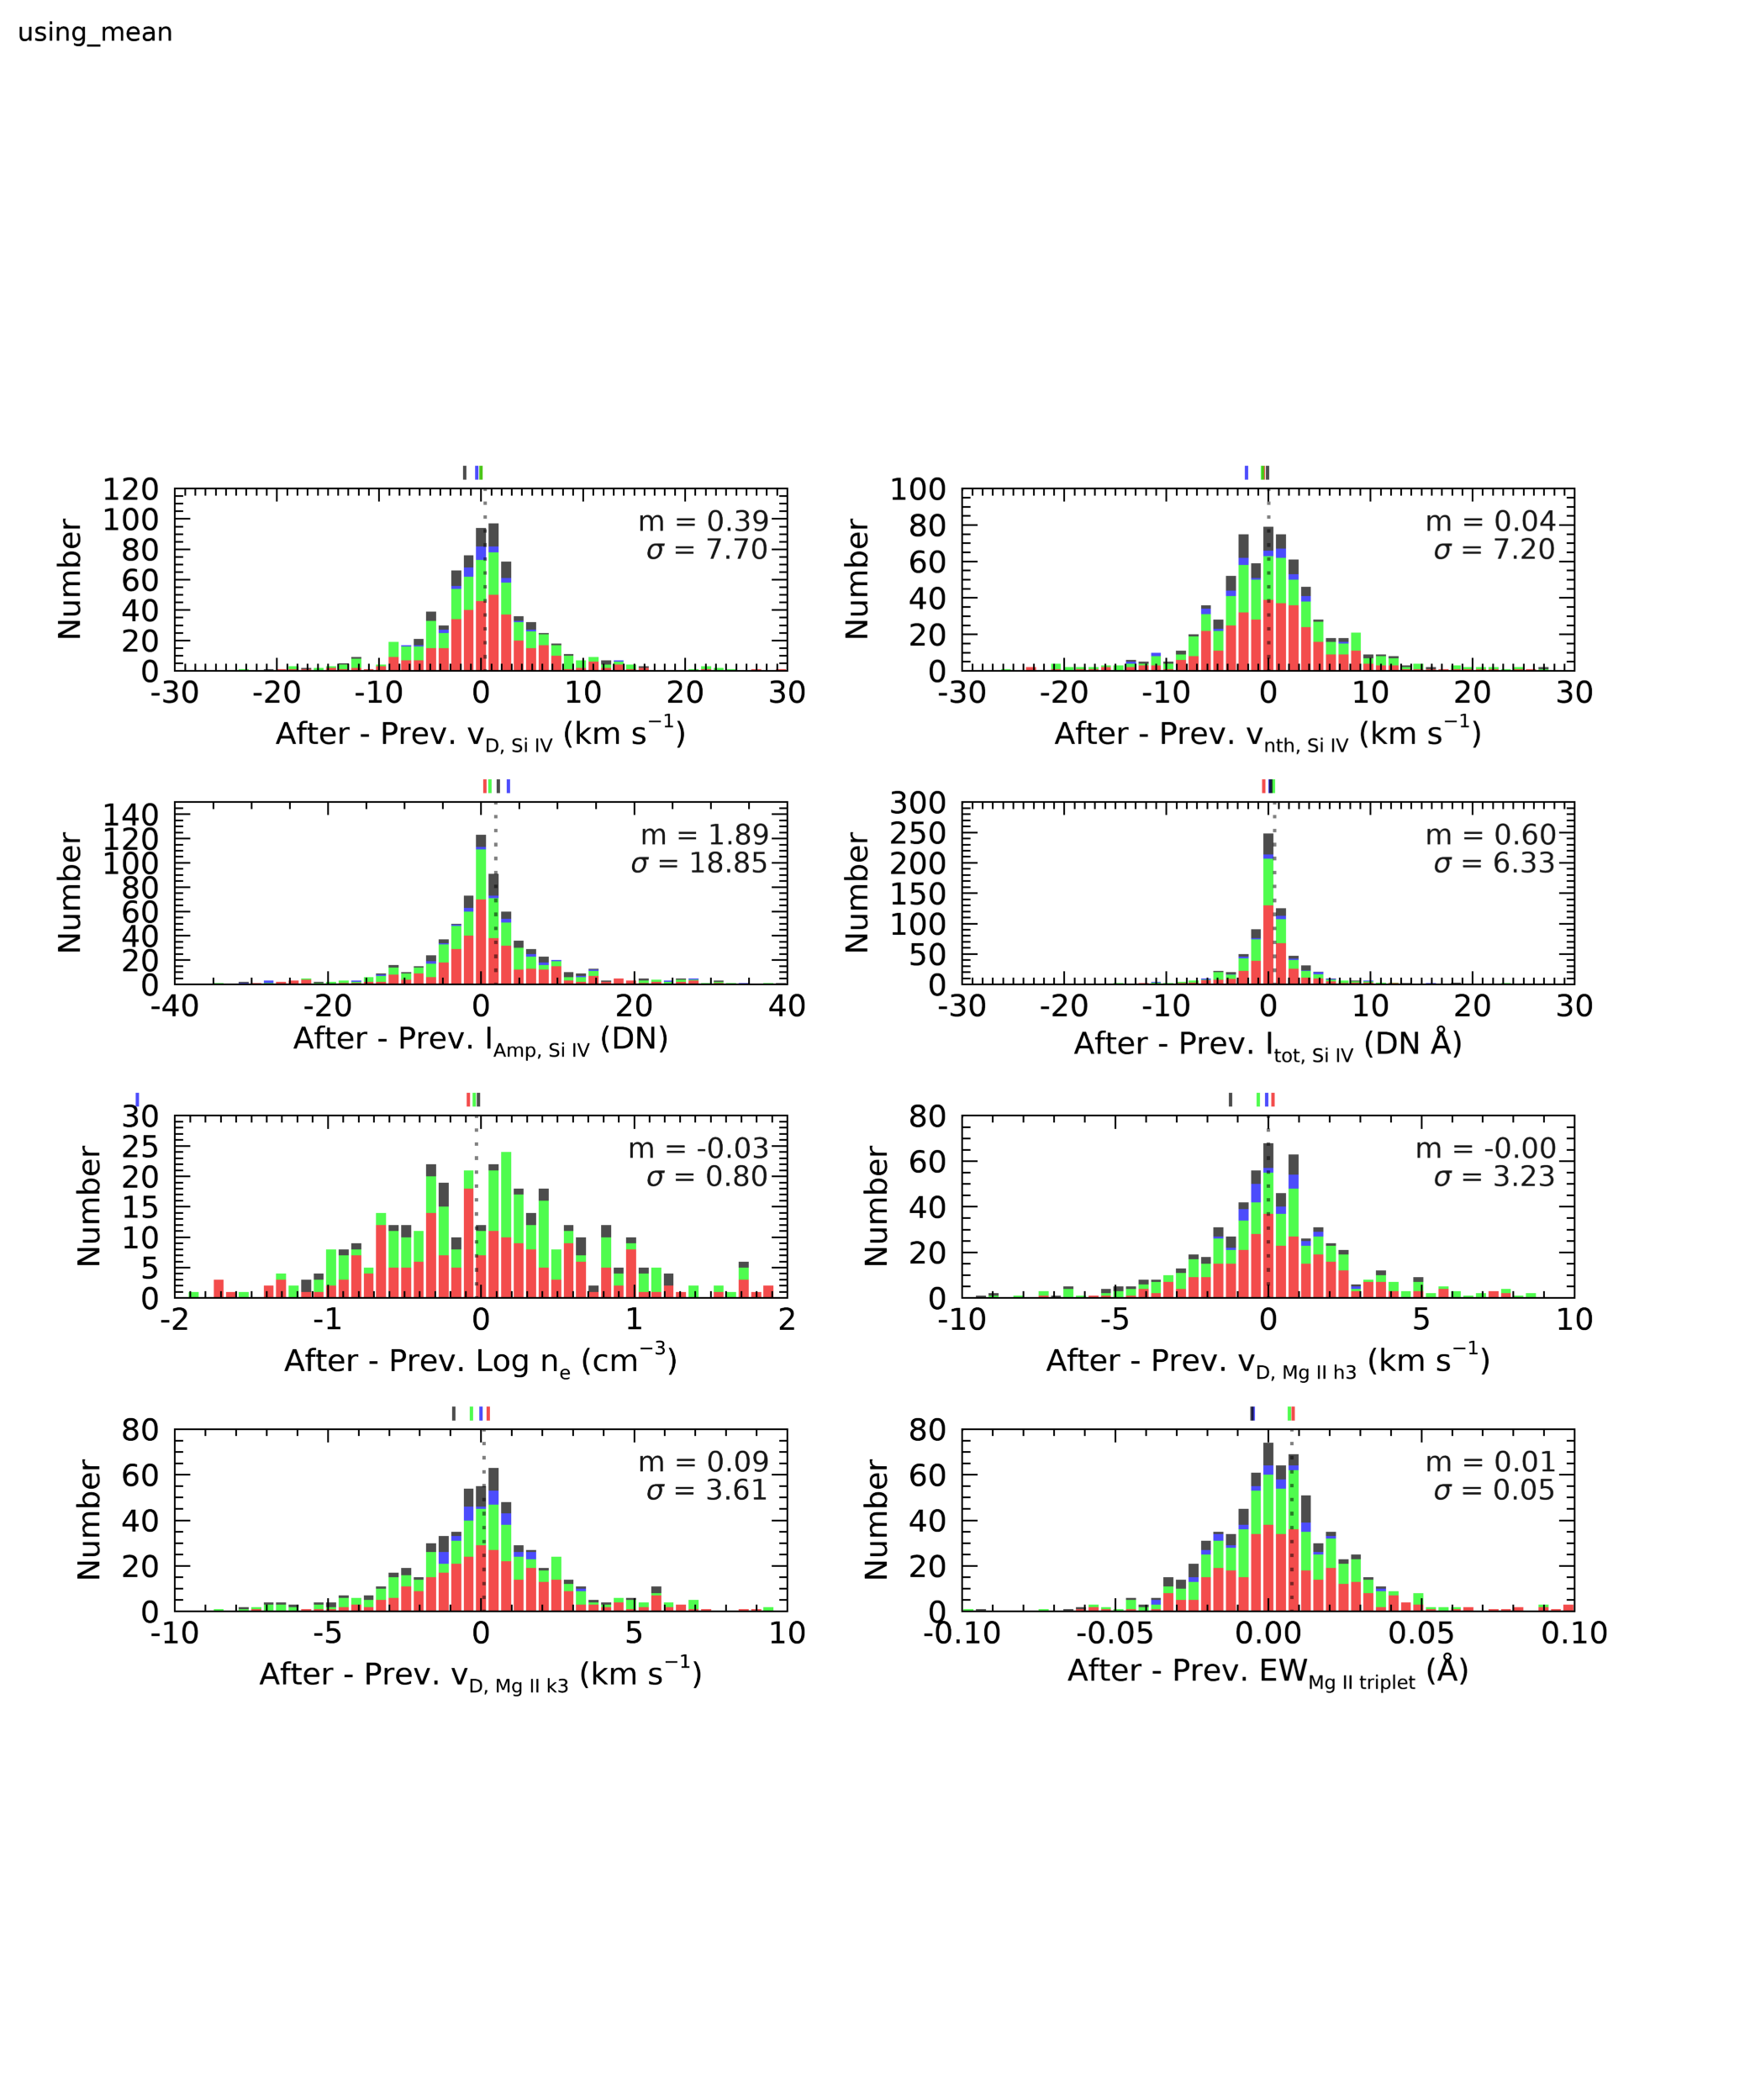 using_mean
120
100
80
60
40
20
0
Number
m = 0.39
σ = 7.70
-30 -20 -10 0 10 20 30
After - Prev. v_D, Si IV (km s⁻¹)
100
80
60
40
20
0
Number
m = 0.04
σ = 7.20
-30 -20 -10 0 10 20 30
After - Prev. v_nth, Si IV (km s⁻¹)
140
120
100
80
60
40
20
0
Number
m = 1.89
σ = 18.85
-40 -20 0 20 40
After - Prev. I_Amp, Si IV (DN)
300
250
200
150
100
50
0
Number
m = 0.60
σ = 6.33
-30 -20 -10 0 10 20 30
After - Prev. I_tot, Si IV (DN Å)
30
25
20
15
10
5
0
Number
m = -0.03
σ = 0.80
-2 -1 0 1 2
After - Prev. Log n_e (cm⁻³)
80
60
40
20
0
Number
m = -0.00
σ = 3.23
-10 -5 0 5 10
After - Prev. v_D, Mg II h3 (km s⁻¹)
80
60
40
20
0
Number
m = 0.09
σ = 3.61
-10 -5 0 5 10
After - Prev. v_D, Mg II k3 (km s⁻¹)
80
60
40
20
0
Number
m = 0.01
σ = 0.05
-0.10 -0.05 0.00 0.05 0.10
After - Prev. EW_Mg II triplet (Å)